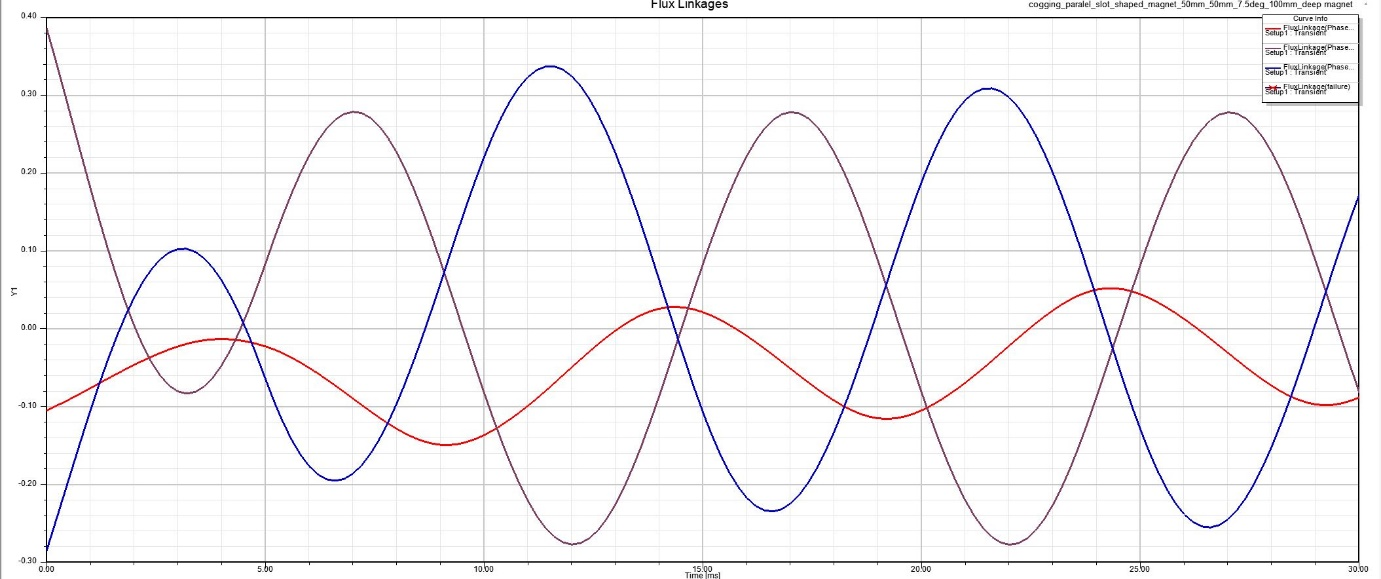 Flux Linkages
cogging_paralel_slot_shaped_magnet_50mm_50mm_7.5deg_100mm_deep magnet
Curve Info
FluxLinkage(Phase...
Setup1 : Transient
FluxLinkage(Phase...
Setup1 : Transient
FluxLinkage(Phase...
Setup1 : Transient
FluxLinkage(failure)
Setup1 : Transient
0.40
0.30
0.20
0.10
0.00
-0.10
-0.20
-0.30
Y1
0.00 5.00 10.00 15.00 20.00 25.00 30.00
Time [ms]